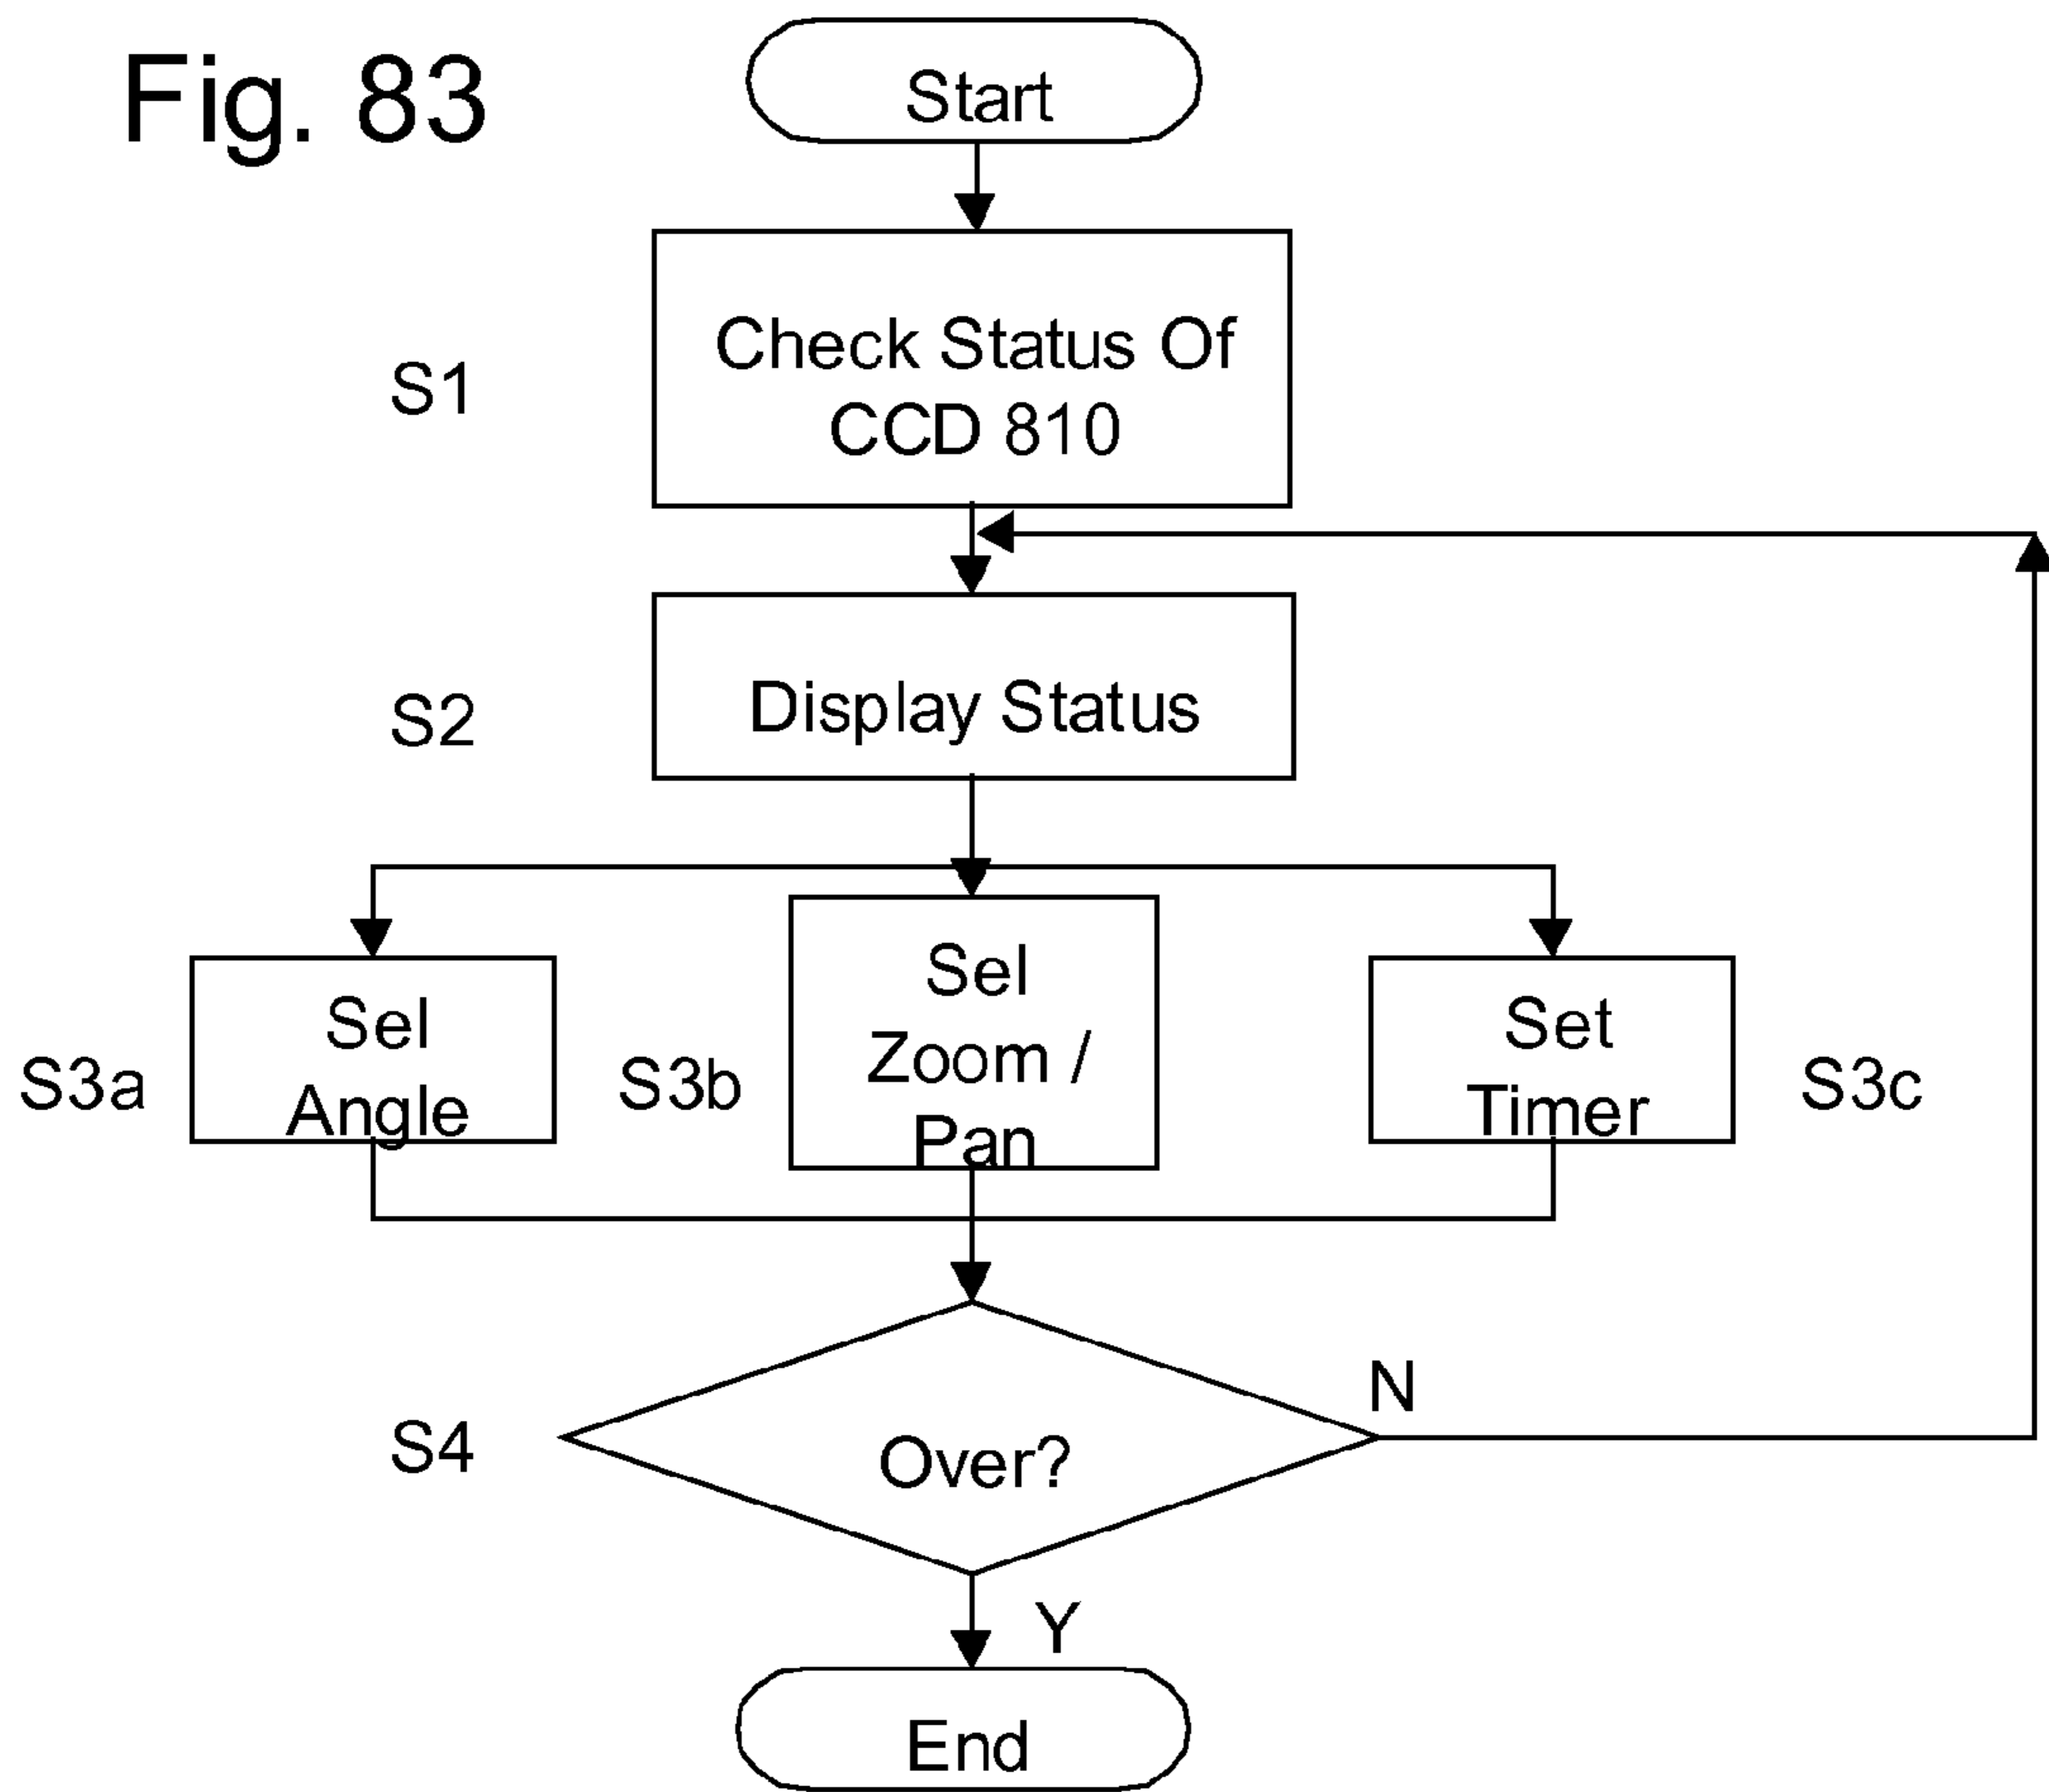 Fig. 83
Start
S1
Check Status Of
CCD 810
S2
Display Status
S3a
Sel
Angle
S3b
Sel
Zoom /
Pan
Set
Timer
S3c
S4
Over?
N
Y
End